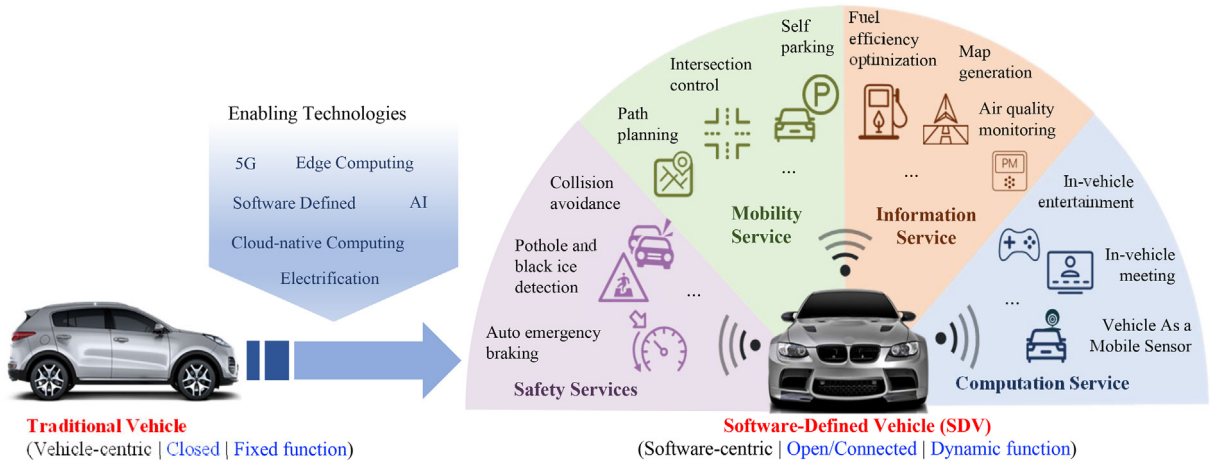 Enabling Technologies
5G Edge Computing
Software Defined AI
Cloud-native Computing
Electrification
Traditional Vehicle
(Vehicle-centric | Closed | Fixed function)
Collision
avoidance
Pothole and
black ice
detection
...
Auto emergency
braking
Safety Services
Self
parking
Intersection
control
Path
planning
P
...
Mobility
Service
Fuel
efficiency
optimization
Map
generation
Air quality
monitoring
PM
...
Information
Service
In-vehicle
entertainment
In-vehicle
meeting
...
Vehicle As a
Mobile Sensor
Computation Service
Software-Defined Vehicle (SDV)
(Software-centric | Open/Connected | Dynamic function)